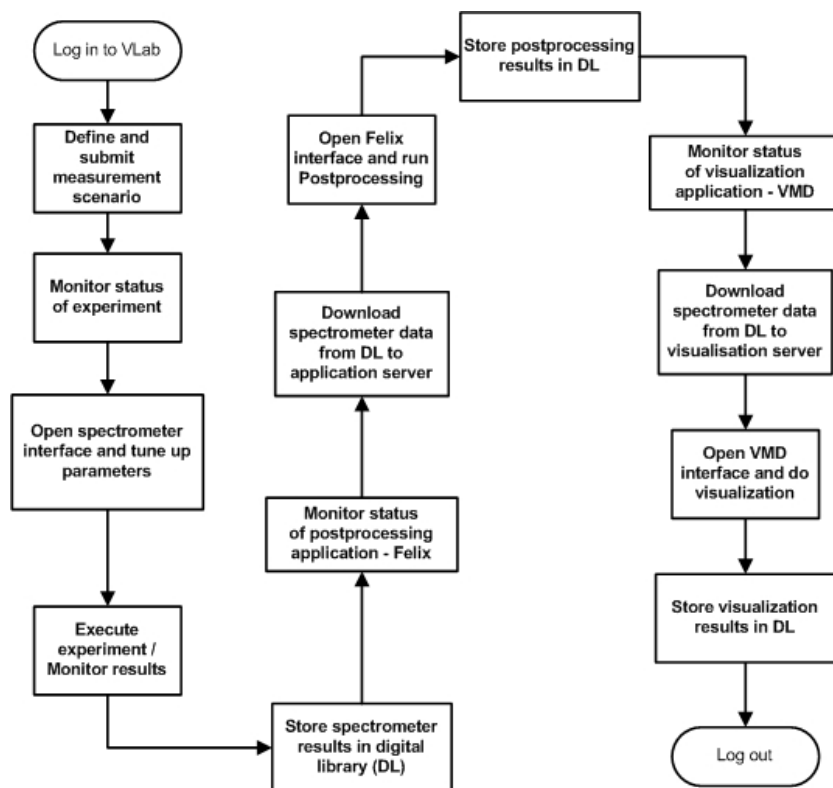 Log in to VLab
Define and
submit
measurement
scenario
Monitor status
of experiment
Open spectrometer
interface and tune up
parameters
Execute
experiment /
Monitor results
Store spectrometer
results in digital
library (DL)
Monitor status
of postprocessing
application - Felix
Download
spectrometer data
from DL to
application server
Open Felix
interface and run
Postprocessing
Store postprocessing
results in DL
Monitor status
of visualization
application - VMD
Download
spectrometer data
from DL to
visualisation server
Open VMD
interface and do
visualization
Store visualization
results in DL
Log out